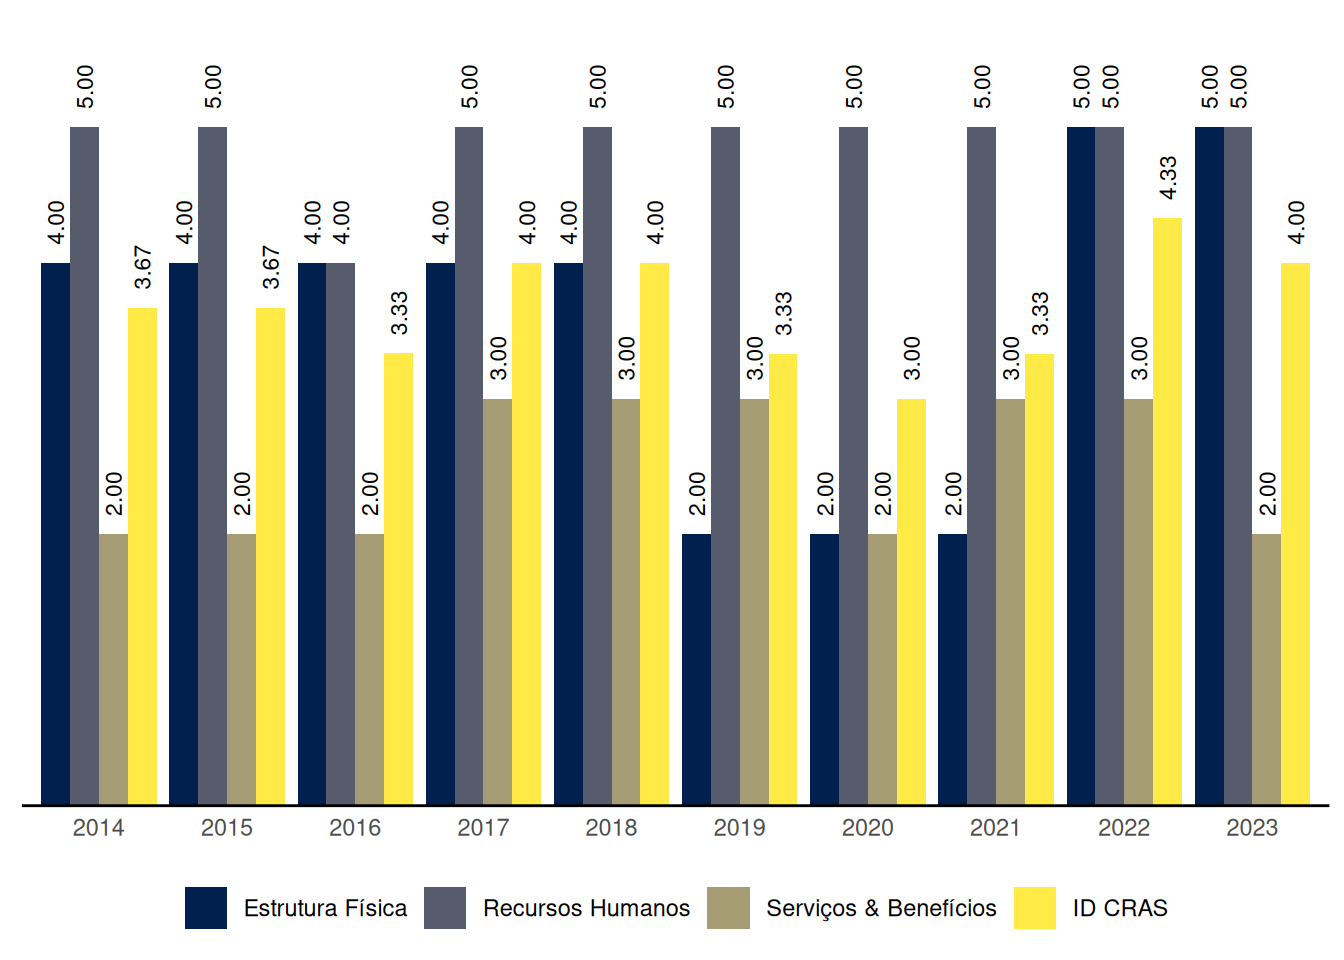 5.00 5.00 5.00 5.00 5.00 5.00 5.00 5.00 5.00 5.00 5.00
4.33
4.00 4.00 4.00 4.00 4.00 4.00 4.00 4.00 4.00
3.67 3.67
3.33 3.33 3.33
3.00 3.00 3.00 3.00 3.00 3.00
2.00 2.00 2.00 2.00 2.00 2.00 2.00 2.00
2014 2015 2016 2017 2018 2019 2020 2021 2022 2023
Estrutura Física Recursos Humanos Serviços & Benefícios ID CRAS